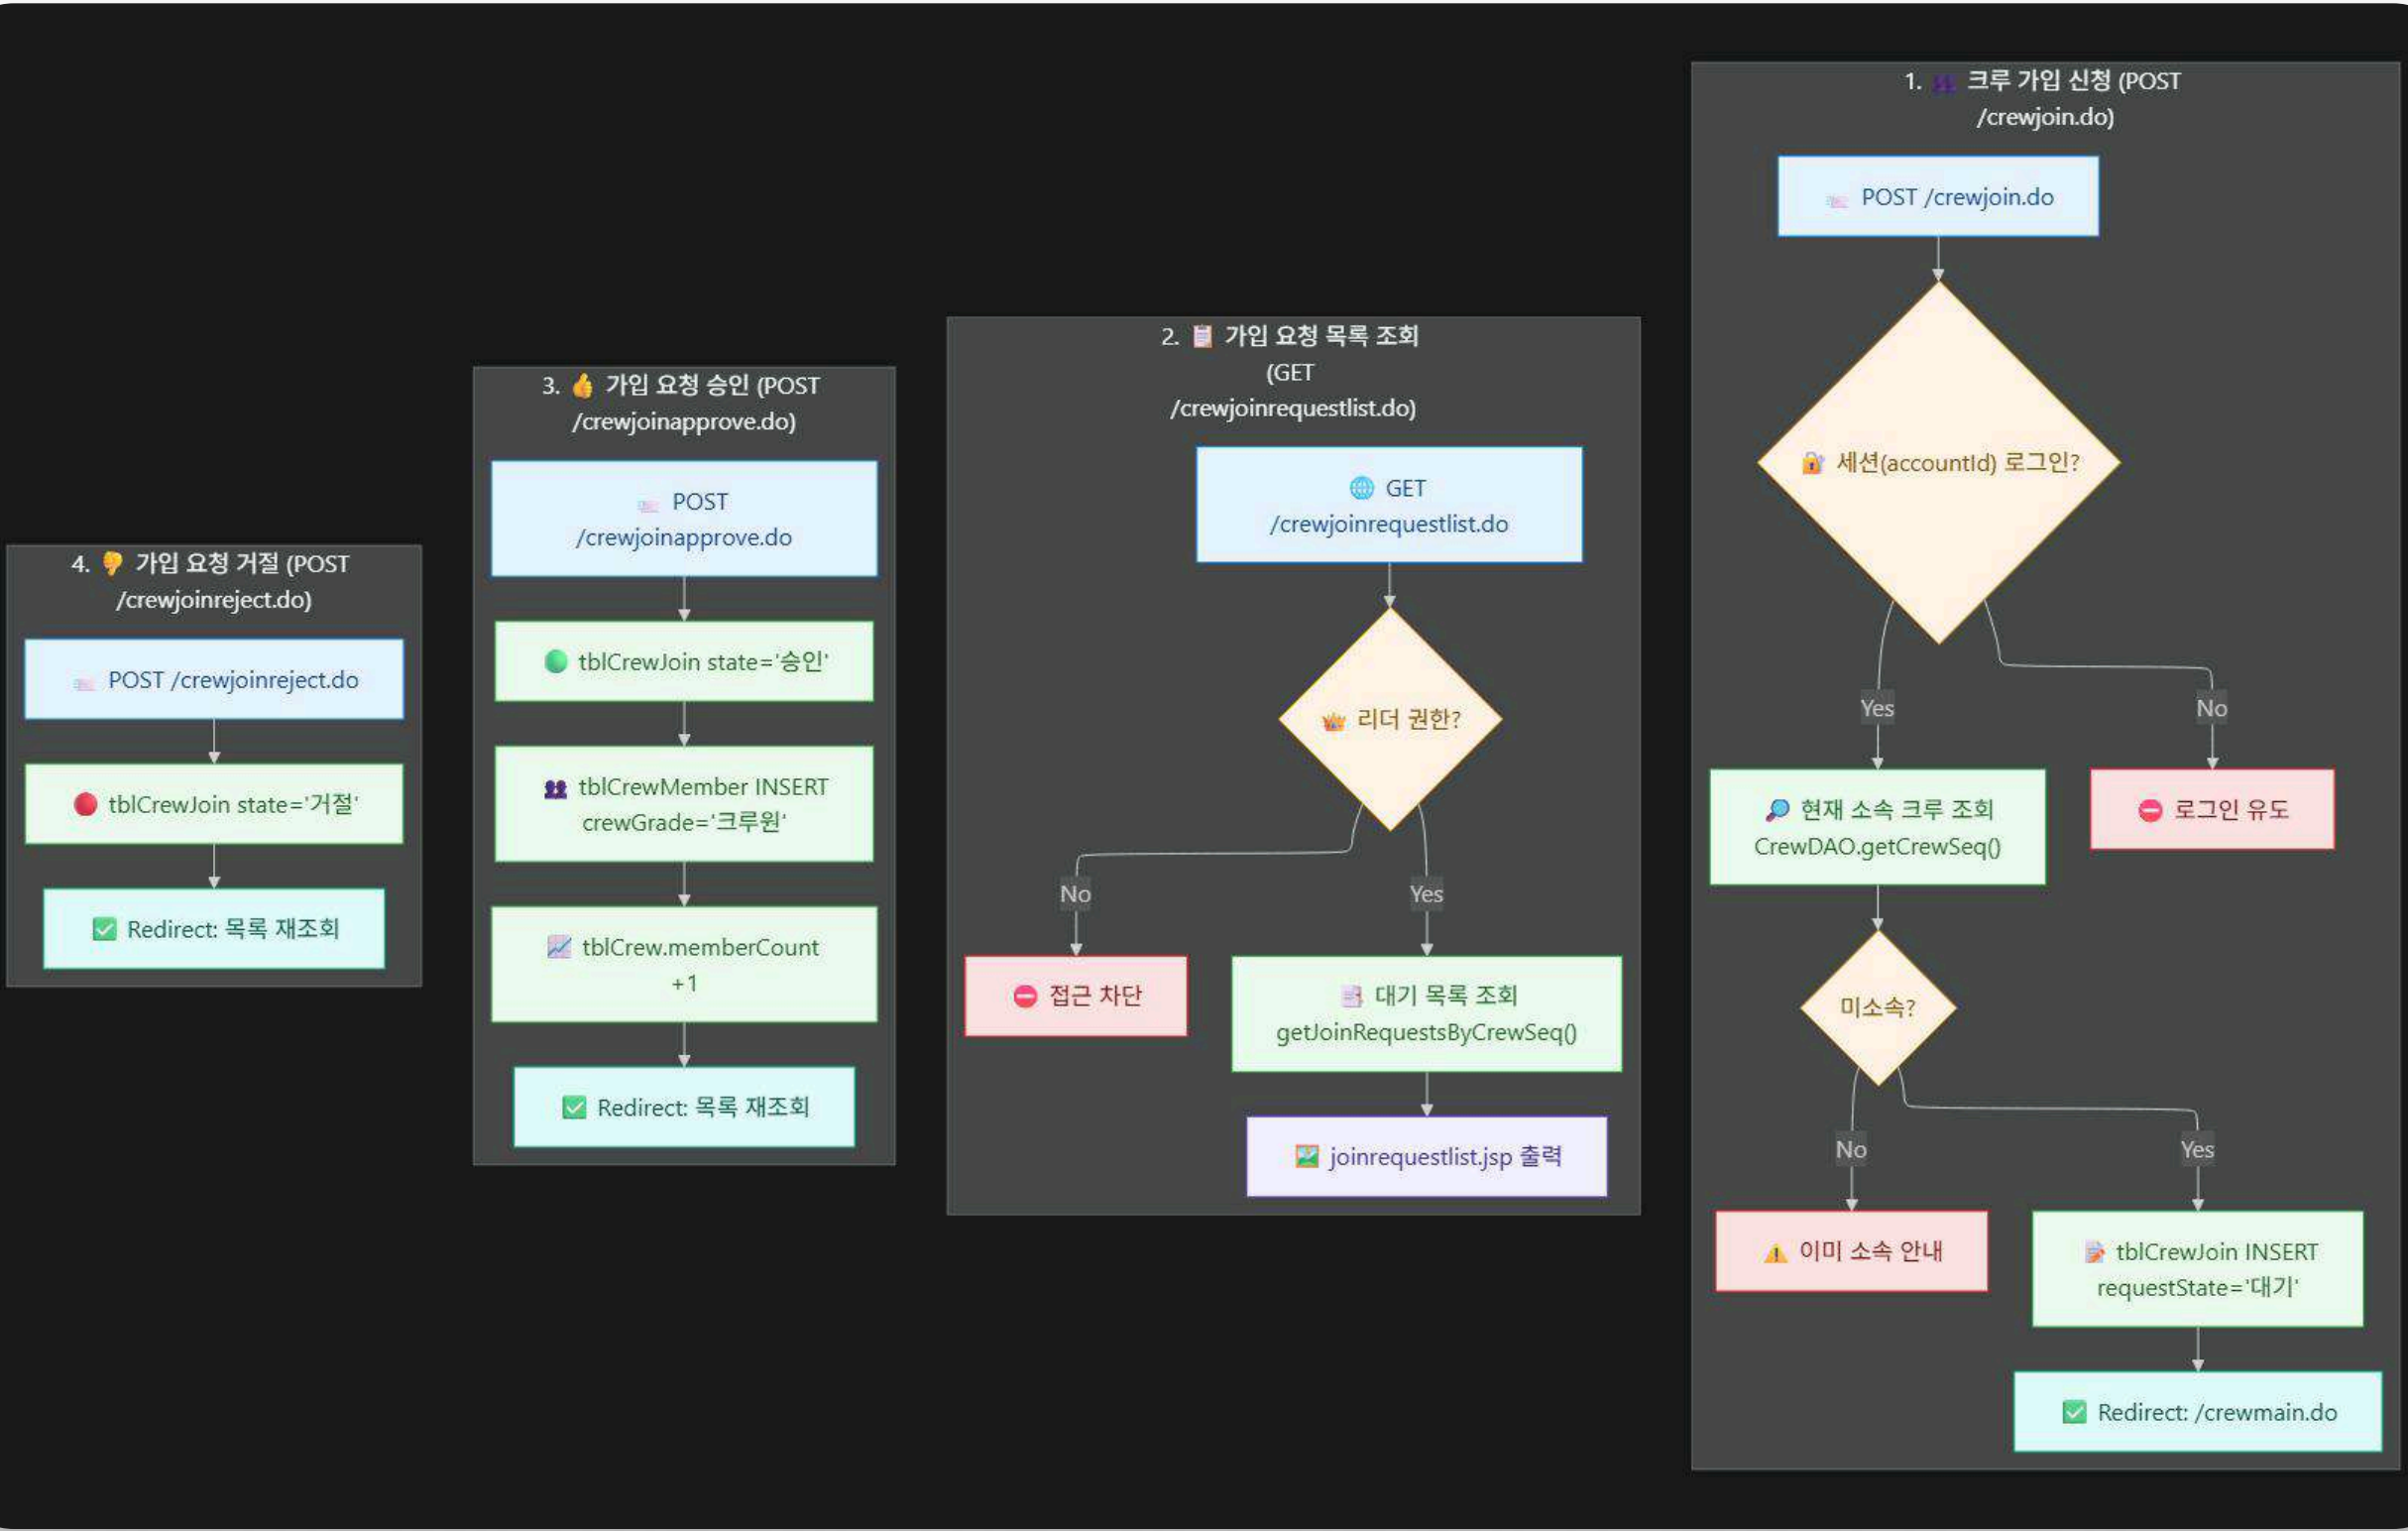 1. 👥 크루 가입 신청 (POST
/crewjoin.do)
📨 POST /crewjoin.do
🔐 세션(accountId) 로그인?
Yes
No
🔎 현재 소속 크루 조회
CrewDAO.getCrewSeq()
⛔ 로그인 유도
미소속?
No
Yes
⚠️ 이미 소속 안내
📝 tblCrewJoin INSERT
requestState='대기'
✅ Redirect: /crewmain.do
2. 📋 가입 요청 목록 조회
(GET
/crewjoinrequestlist.do)
🌐 GET
/crewjoinrequestlist.do
👑 리더 권한?
No
Yes
⛔ 접근 차단
📑 대기 목록 조회
getJoinRequestsByCrewSeq()
🖼️ joinrequestlist.jsp 출력
3. 👍 가입 요청 승인 (POST
/crewjoinapprove.do)
📨 POST
/crewjoinapprove.do
🟢 tblCrewJoin state='승인'
👥 tblCrewMember INSERT
crewGrade='크루원'
📈 tblCrew.memberCount
+1
✅ Redirect: 목록 재조회
4. 👎 가입 요청 거절 (POST
/crewjoinreject.do)
📨 POST /crewjoinreject.do
🔴 tblCrewJoin state='거절'
✅ Redirect: 목록 재조회